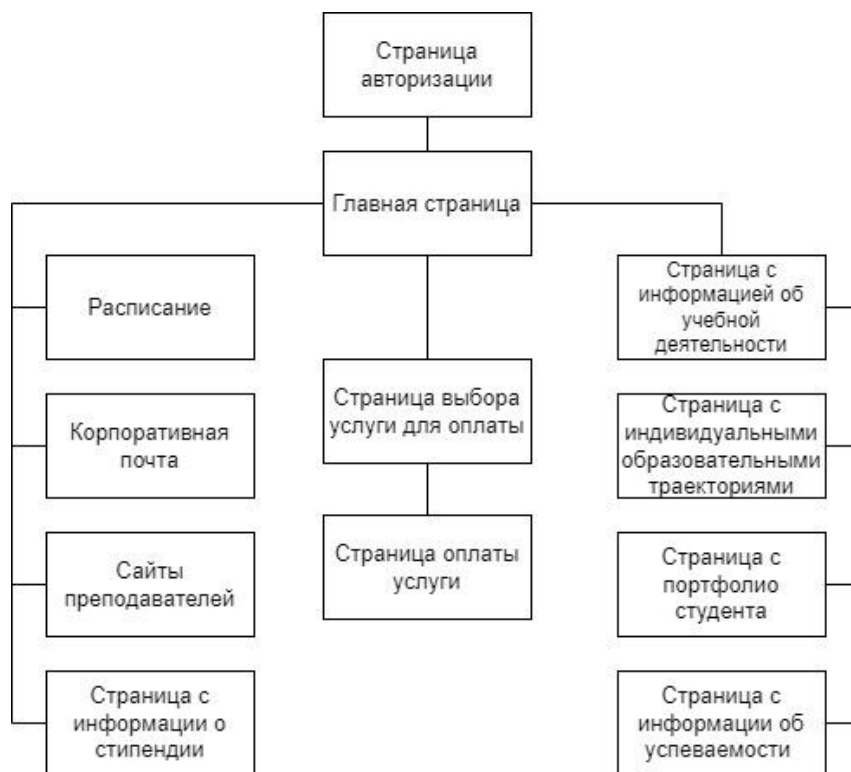 Страница
авторизации
Главная страница
Расписание
Корпоративная
почта
Сайты
преподавателей
Страница с
информации о
стипендии
Страница выбора
услуги для оплаты
Страница оплаты
услуги
Страница с
информацией об
учебной
деятельности
Страница с
индивидуальными
образовательными
траекториями
Страница с
портфолио
студента
Страница с
информации об
успеваемости